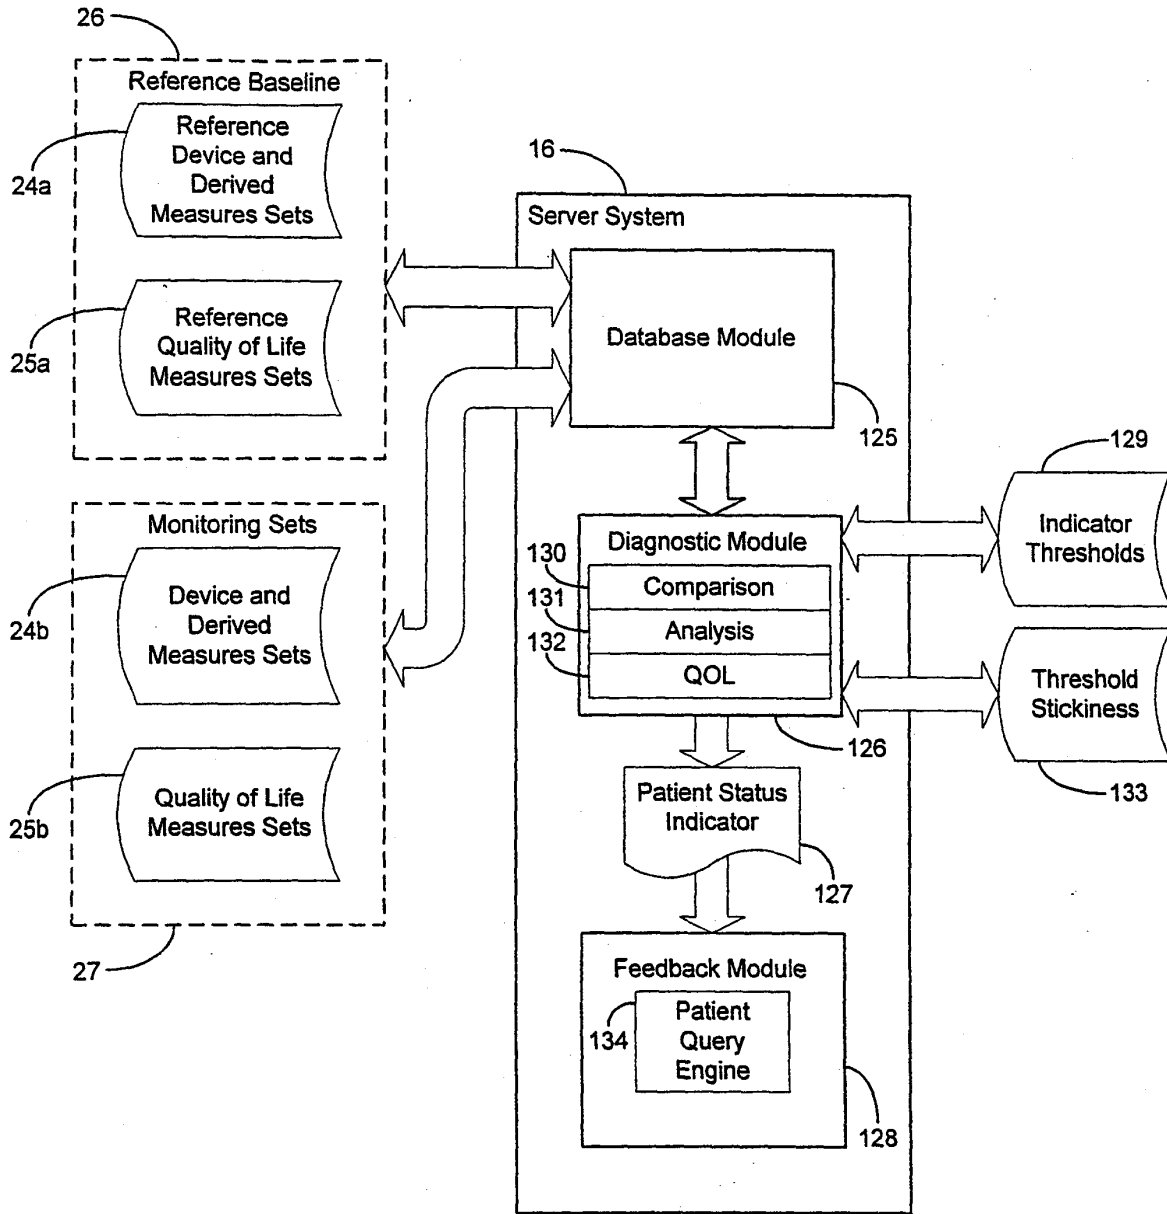 26
Reference Baseline
Reference
Device and
Derived
Measures Sets
24a
Reference
Quality of Life
Measures Sets
25a
Monitoring Sets
Device and
Derived
Measures Sets
24b
Quality of Life
Measures Sets
25b
27
16
Server System
Database Module
125
Diagnostic Module
130
Comparison
131
Analysis
132
QOL
126
129
Indicator
Thresholds
Threshold
Stickiness
133
Patient Status
Indicator
127
Feedback Module
134
Patient
Query
Engine
128